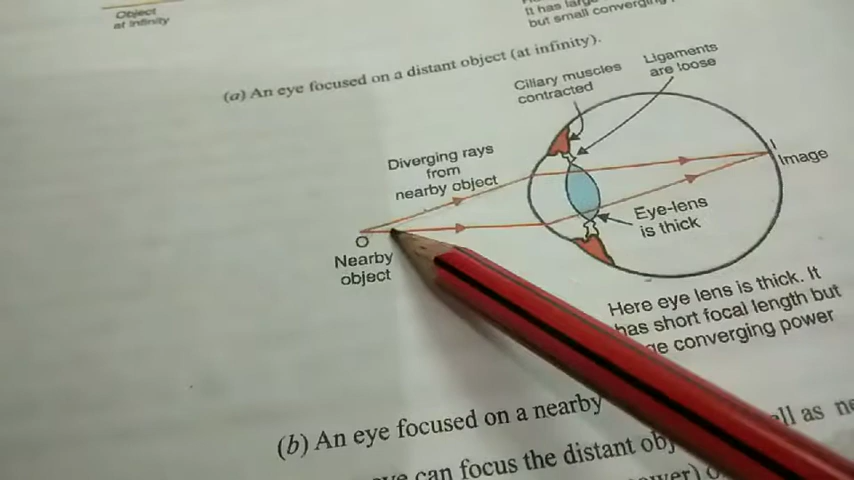 Object
at infinity
It has large
but small converging
(a) An eye focused on a distant object (at infinity).
Ciliary muscles
contracted
Ligaments
are loose
Diverging rays
from
nearby object
I
Image
Eye-lens
is thick
O
Nearby
object
Here eye lens is thick. It
has short focal length but
converging power
(b) An eye focused on a nearby
as well as
can focus the distant